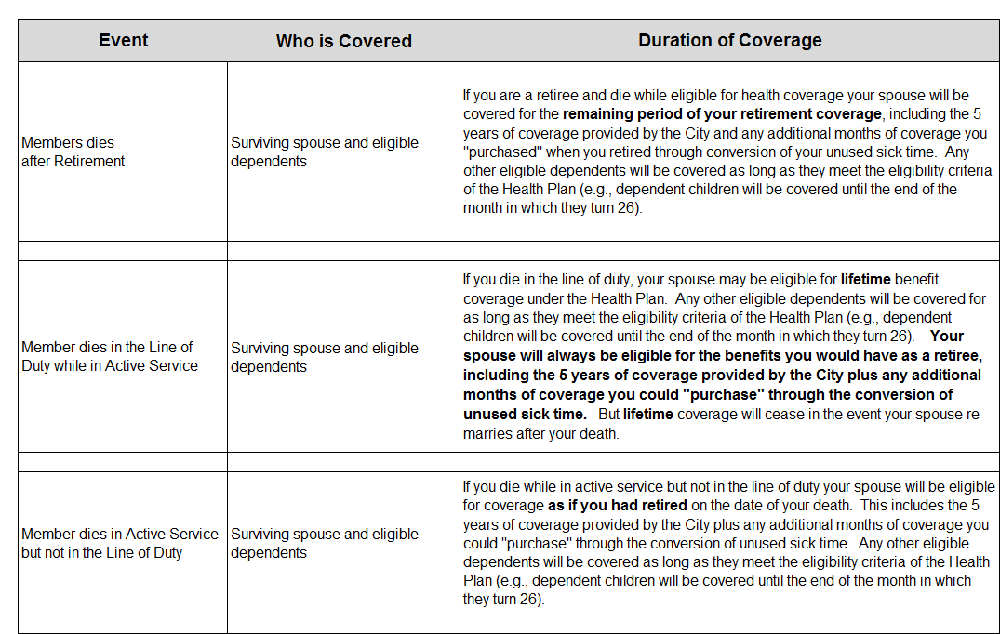 Event
Who is Covered
Duration of Coverage
Members dies
after Retirement
Surviving spouse and eligible
dependents
If you are a retiree and die while eligible for health coverage your spouse will be
covered for the remaining period of your retirement coverage, including the 5
years of coverage provided by the City and any additional months of coverage you
"purchased" when you retired through conversion of your unused sick time.  Any
other eligible dependents will be covered as long as they meet the eligibility criteria
of the Health Plan (e.g., dependent children will be covered until the end of the
month in which they turn 26).
Member dies in the Line of
Duty while in Active Service
Surviving spouse and eligible
dependents
If you die in the line of duty, your spouse may be eligible for lifetime benefit
coverage under the Health Plan.  Any other eligible dependents will be covered for
as long as they meet the eligibility criteria of the Health Plan (e.g., dependent
children will be covered until the end of the month in which they turn 26).    Your
spouse will always be eligible for the benefits you would have as a retiree,
including the 5 years of coverage provided by the City plus any additional
months of coverage you could "purchase" through the conversion of
unused sick time.   But lifetime coverage will cease in the event your spouse re-
marries after your death.
Member dies in Active Service
but not in the Line of Duty
Surviving spouse and eligible
dependents
If you die while in active service but not in the line of duty your spouse will be eligible
for coverage as if you had retired on the date of your death.  This includes the 5
years of coverage provided by the City plus any additional months of coverage you
could "purchase" through the conversion of unused sick time.  Any other eligible
dependents will be covered as long as they meet the eligibility criteria of the Health
Plan (e.g., dependent children will be covered until the end of the month in which
they turn 26).